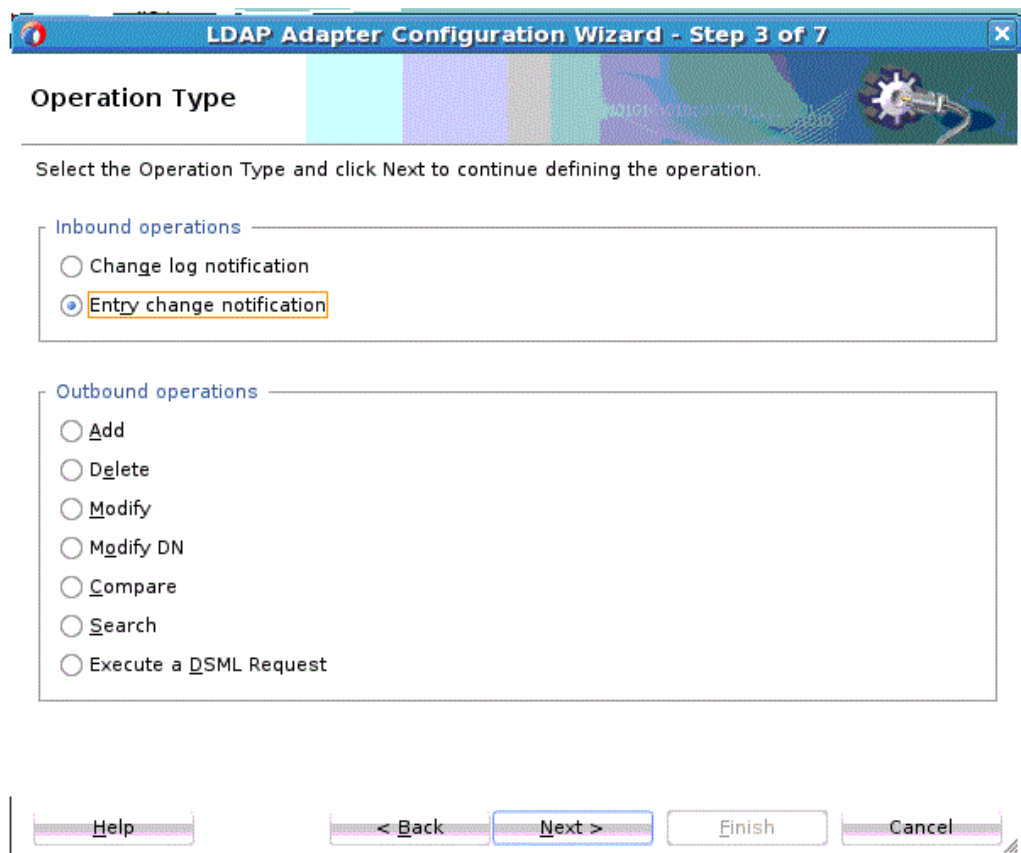 LDAP Adapter Configuration Wizard - Step 3 of 7
Operation Type
Select the Operation Type and click Next to continue defining the operation.
Inbound operations
Change log notification
Entry change notification
Outbound operations
Add
Delete
Modify
Modify DN
Compare
Search
Execute a DSML Request
Help < Back Next > Finish Cancel